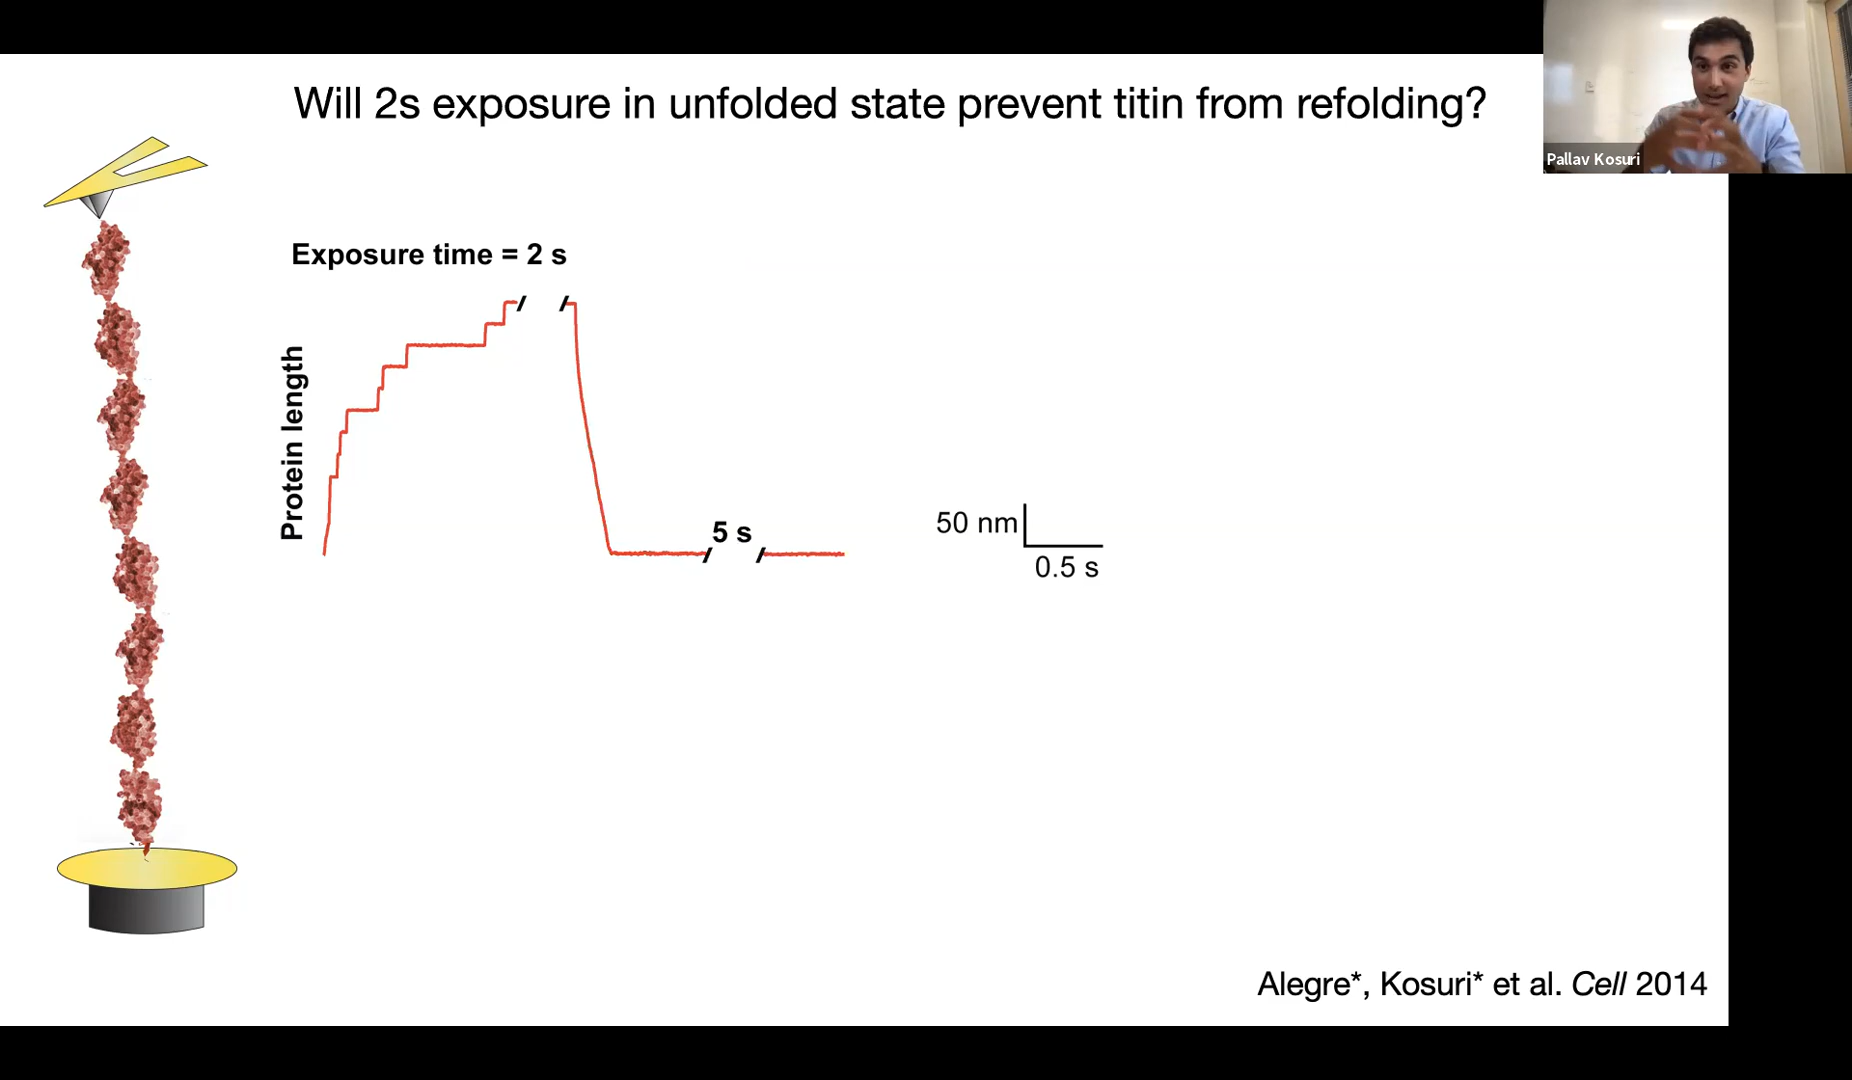 Will 2s exposure in unfolded state prevent titin from refolding?
Pallav Kosuri
Exposure time = 2 s
Protein length
5 s
50 nm
0.5 s
Alegre*, Kosuri* et al. Cell 2014